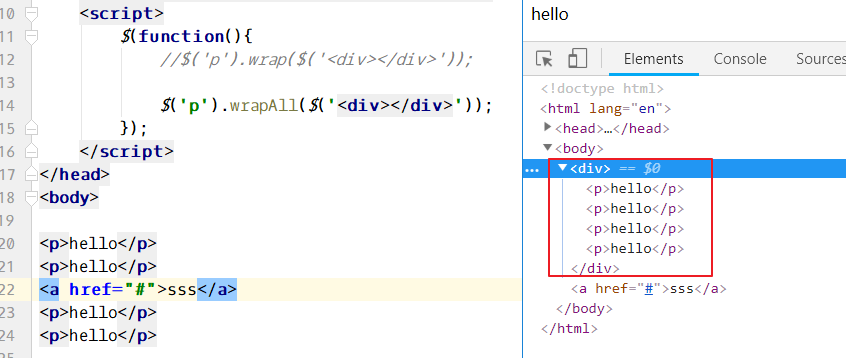 10 <script>
11 $(function(){
12 //$('p').wrap($('<div></div>'));
13
14 $('p').wrapAll($('<div></div>'));
15 });
16 </script>
17 </head>
18 <body>
19
20 <p>hello</p>
21 <p>hello</p>
22 <a href="#">sss</a>
23 <p>hello</p>
24 <p>hello</p>
25
hello
Elements Console Sources
<!doctype html>
<html lang="en">
<head>…</head>
<body>
... <div> == $0
<p>hello</p>
<p>hello</p>
<p>hello</p>
<p>hello</p>
</div>
<a href="#">sss</a>
</body>
</html>